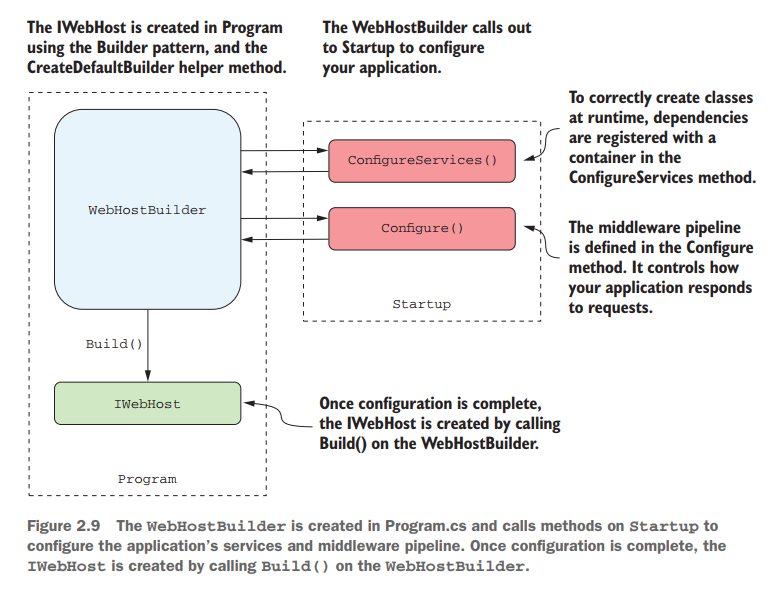 The IWebHost is created in Program
using the Builder pattern, and the
CreateDefaultBuilder helper method.
The WebHostBuilder calls out
to Startup to configure
your application.
To correctly create classes
at runtime, dependencies
are registered with a
container in the
ConfigureServices method.
WebHostBuilder
ConfigureServices()
Configure()
The middleware pipeline
is defined in the Configure
method. It controls how
your application responds
to requests.
Startup
Build()
IWebHost
Once configuration is complete,
the IWebHost is created by calling
Build() on the WebHostBuilder.
Program
Figure 2.9 The WebHostBuilder is created in Program.cs and calls methods on Startup to
configure the application's services and middleware pipeline. Once configuration is complete, the
IWebHost is created by calling Build() on the WebHostBuilder.